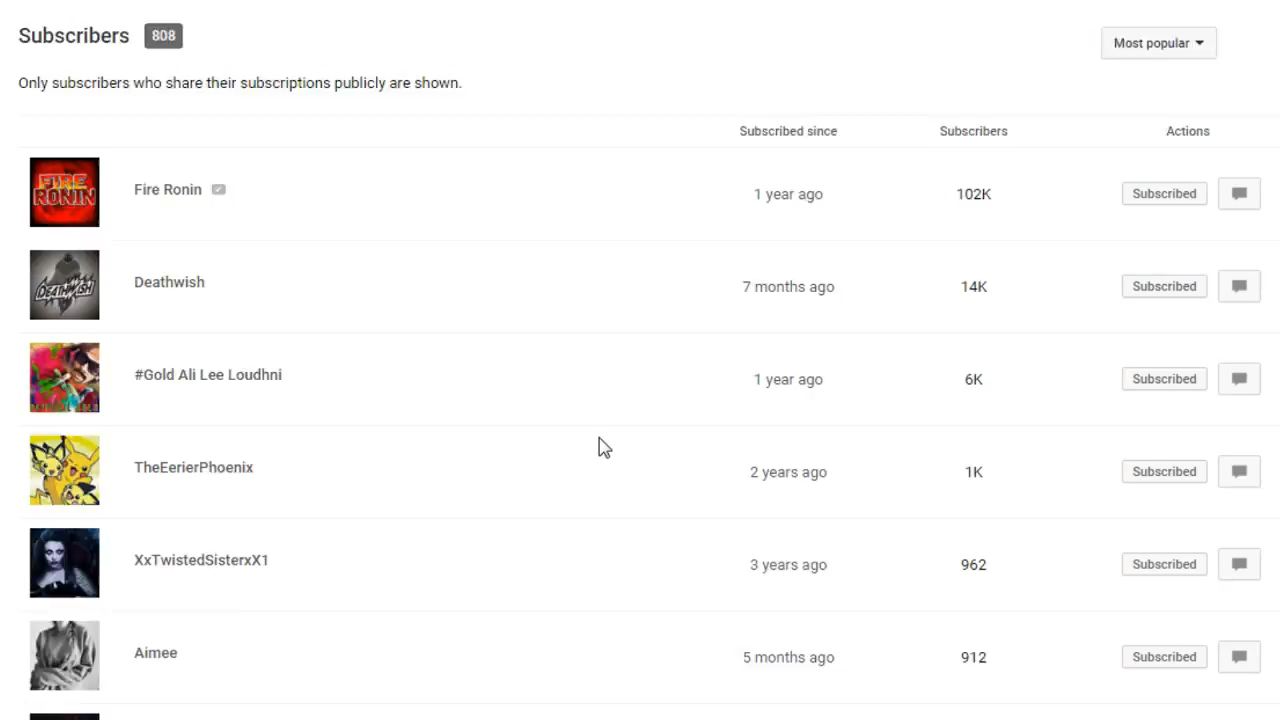 Subscribers 808
Most popular
Only subscribers who share their subscriptions publicly are shown.
Subscribed since Subscribers Actions
FIRE
RONIN
Fire Ronin 1 year ago 102K Subscribed
DEATHWISH
Deathwish 7 months ago 14K Subscribed
#Gold Ali Lee Loudhni 1 year ago 6K Subscribed
TheEerierPhoenix 2 years ago 1K Subscribed
XxTwistedSisterxX1 3 years ago 962 Subscribed
Aimee 5 months ago 912 Subscribed